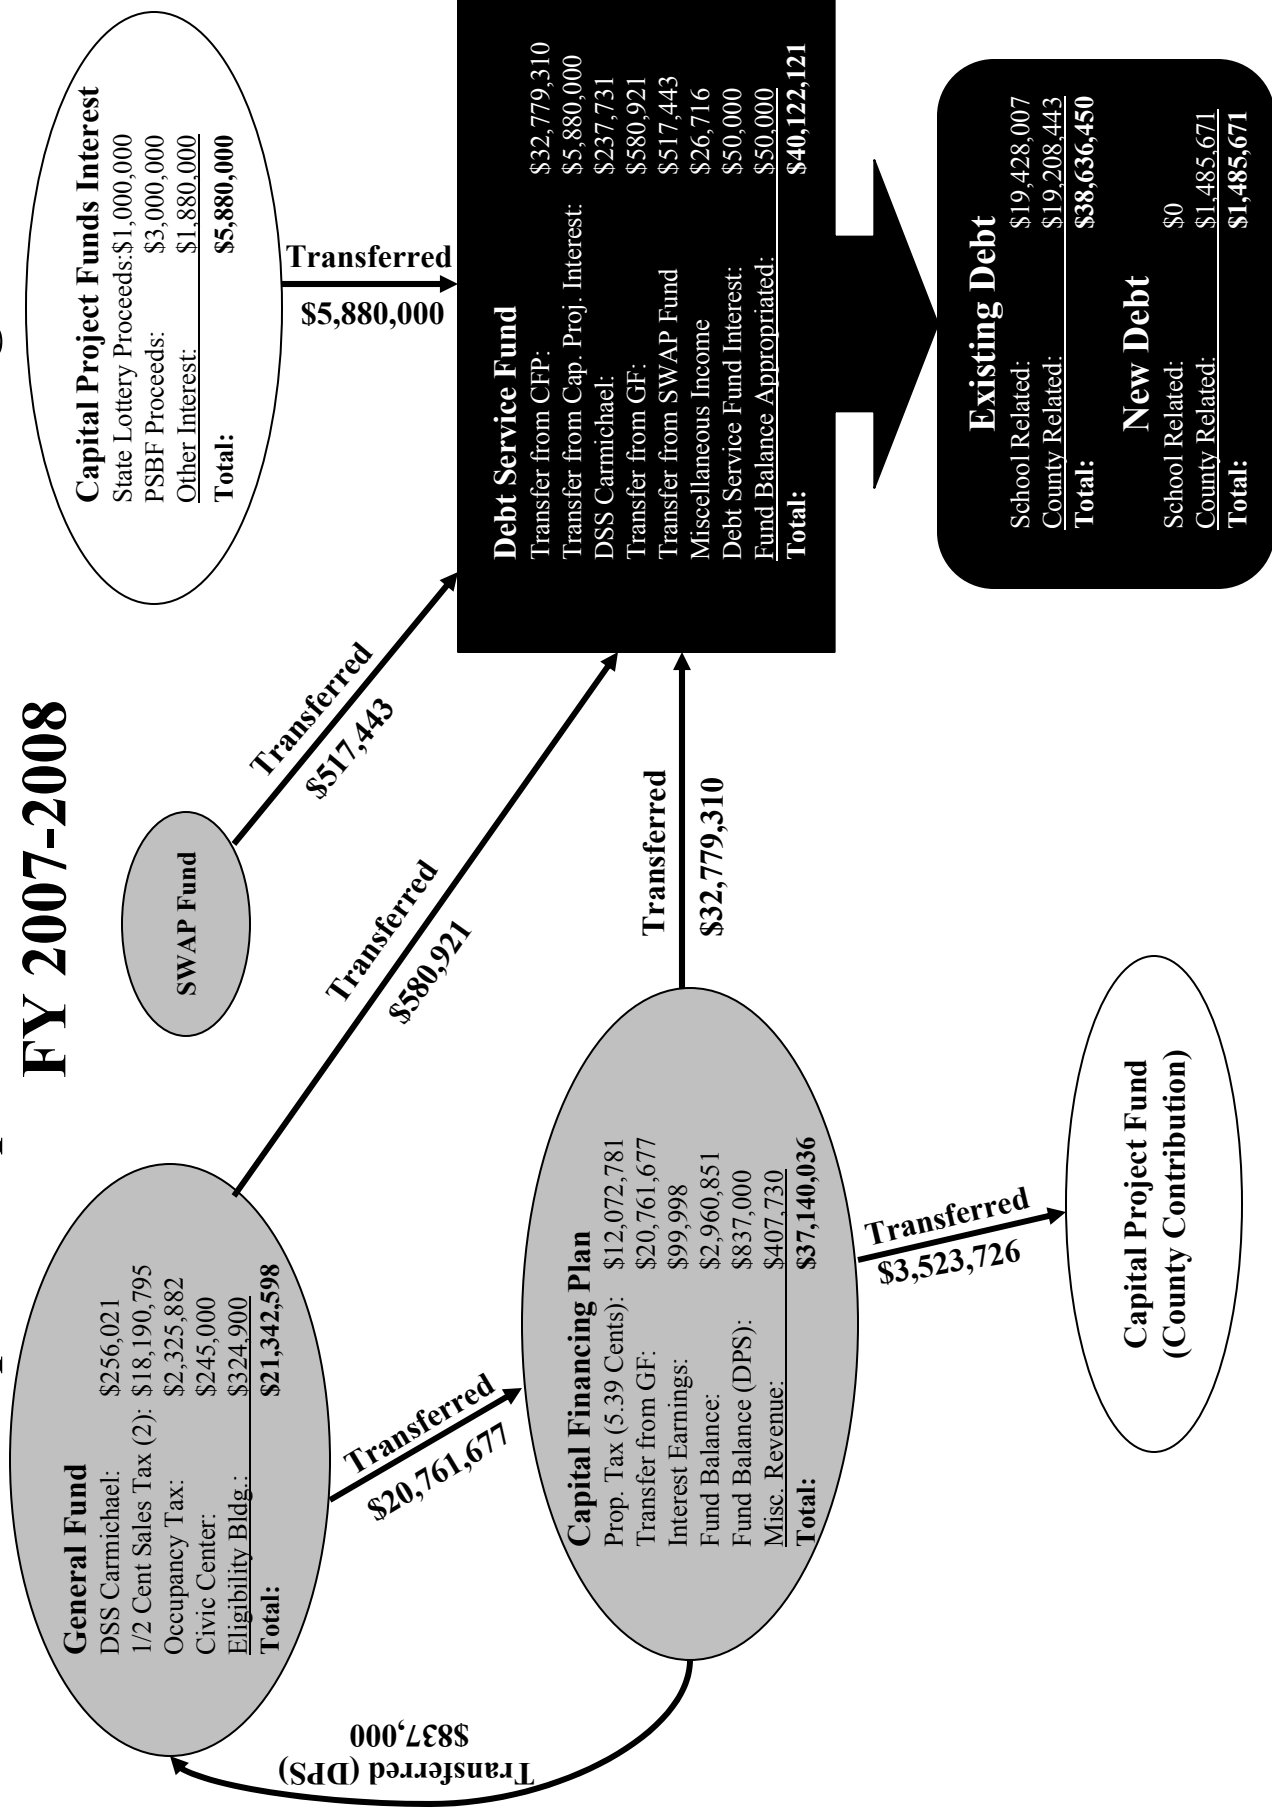 FY 2007-2008
General Fund
DSS Carmichael: $256,021
1/2 Cent Sales Tax (2): $18,190,795
Occupancy Tax: $2,325,882
Civic Center: $245,000
Eligibility Bldg.: $324,900
Total: $21,342,598
SWAP Fund
Capital Project Funds Interest
State Lottery Proceeds: $1,000,000
PSBF Proceeds: $3,000,000
Other Interest: $1,880,000
Total: $5,880,000
Transferred
$517,443
Transferred
$5,880,000
Transferred
$580,921
Transferred
$20,761,677
Transferred (DPS)
$837,000
Capital Financing Plan
Prop. Tax (5.39 Cents): $12,072,781
Transfer from GF: $20,761,677
Interest Earnings: $99,998
Fund Balance: $2,960,851
Fund Balance (DPS): $837,000
Misc. Revenue: $407,730
Total: $37,140,036
Transferred
$32,779,310
Debt Service Fund
Transfer from CFP: $32,779,310
Transfer from Cap. Proj. Interest: $5,880,000
DSS Carmichael: $237,731
Transfer from GF: $580,921
Transfer from SWAP Fund $517,443
Miscellaneous Income $26,716
Debt Service Fund Interest: $50,000
Fund Balance Appropriated: $50,000
Total: $40,122,121
Transferred
$3,523,726
Capital Project Fund
(County Contribution)
Existing Debt
School Related: $19,428,007
County Related: $19,208,443
Total: $38,636,450
New Debt
School Related: $0
County Related: $1,485,671
Total: $1,485,671